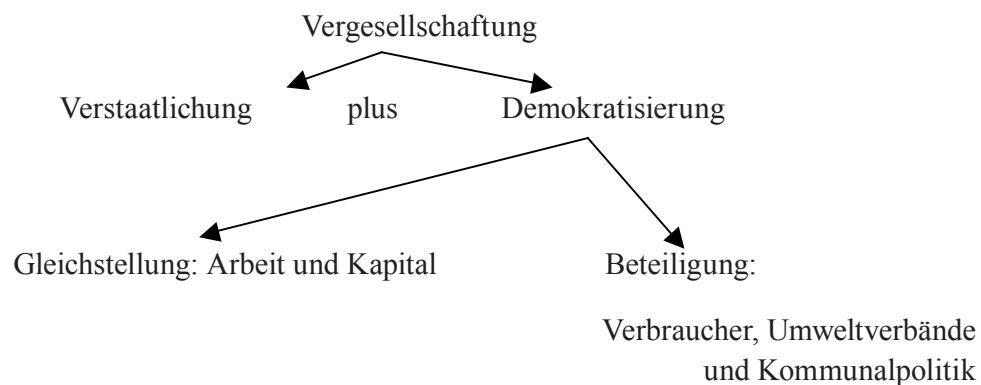 Vergesellschaftung
Verstaatlichung plus Demokratisierung
Gleichstellung: Arbeit und Kapital Beteiligung:
Verbraucher, Umweltverbände
und Kommunalpolitik